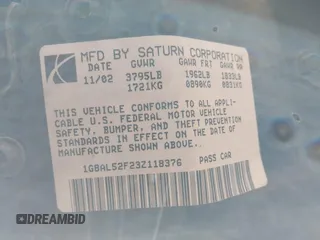 MFD BY SATURN CORPORATION
DATE GVWR GAWR FRT GAWR RR
11/02 3795LB 1962LB 1833LB
1721KG 0890KG 0831KG
THIS VEHICLE CONFORMS TO ALL APPLI-
CABLE U.S. FEDERAL MOTOR VEHICLE
SAFETY, BUMPER, AND THEFT PREVENTION
STANDARDS IN EFFECT ON THE DATE OF
MANUFACTURE SHOWN ABOVE.
1G8AL52F23Z118376 PASS CAR
DREAMBID